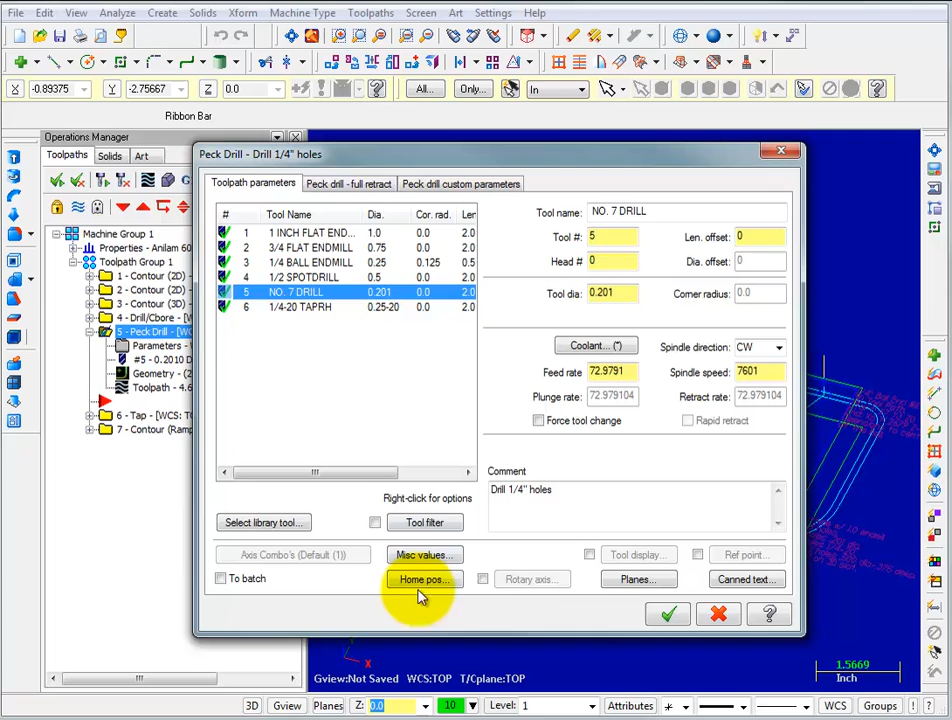 File Edit View Analyze Create Solids Xform Machine Type Toolpaths Screen Art Settings Help
X -0.89375 Y -2.75667 Z 0.0 All... Only... In
Ribbon Bar
Operations Manager
Toolpaths Solids Art
Machine Group 1
Properties - Anilam 60
Toolpath Group 1
1 - Contour (2D)
2 - Contour (2D)
3 - Contour (2D)
4 - Drill/Cbore -
5 - Peck Drill - [WC
Parameters -
#5 - 0.2010 D
Geometry -
Toolpath - 4.6
6 - Tap - [WCS: TC
7 - Contour (Ramp
Peck Drill - Drill 1/4" holes
Toolpath parameters Peck drill - full retract Peck drill custom parameters
# Tool Name Dia. Cor. rad. Len
1 1 INCH FLAT END... 1.0 0.0 2.0
2 3/4 FLAT ENDMILL 0.75 0.0 2.0
3 1/4 BALL ENDMILL 0.25 0.125 0.5
4 1/2 SPOTDRILL 0.5 0.0 2.0
5 NO. 7 DRILL 0.201 0.0 2.0
6 1/4-20 TAPRH 0.25-20 0.0 2.0
Tool name: NO. 7 DRILL
Tool #: 5 Len. offset: 0
Head # 0 Dia. offset: 0
Tool dia: 0.201 Corner radius: 0.0
Coolant... (*) Spindle direction: CW
Feed rate 72.9791 Spindle speed: 7601
Plunge rate: 72.979104 Retract rate: 72.979104
Force tool change Rapid retract
Comment
Drill 1/4" holes
Right-click for options
Select library tool... Tool filter
Axis Combo's (Default (1)) Misc values... Tool display... Ref point...
To batch Home pos... Rotary axis... Planes... Canned text...
1.5669
Inch
X
Gview:Not Saved WCS:TOP T/Cplane:TOP
3D Gview Planes Z: 0.0 10 Level: 1 Attributes WCS Groups ! ?